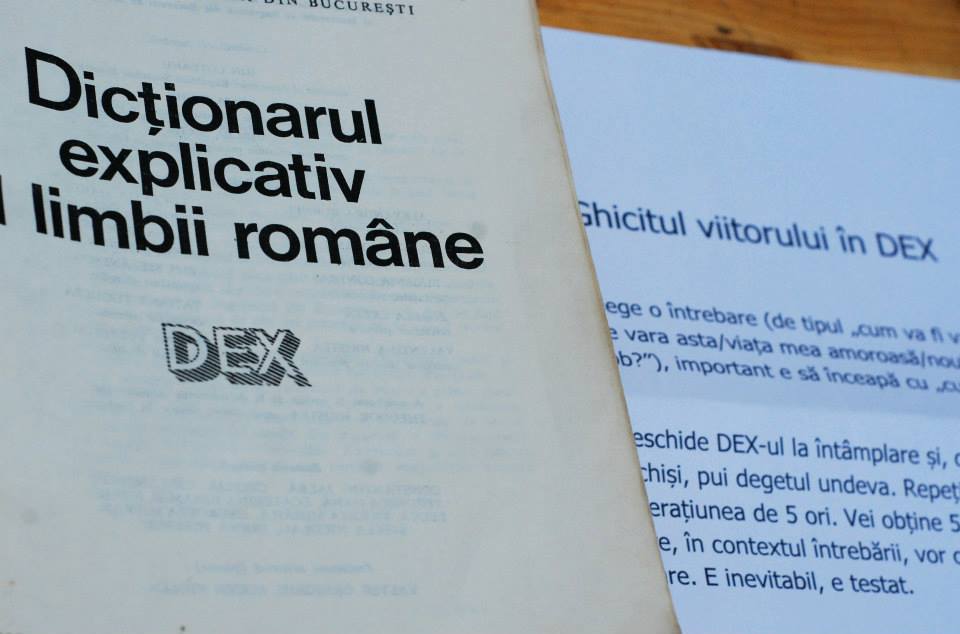 DIN BUCUREȘTI
Dicționarul
explicativ
l limbii române
DEX
Ghicitul viitorului în DEX
ege o întrebare (de tipul „cum va fi v
e vara asta/viața mea amoroasă/nou
ob?”), important e să înceapă cu „cu
eschide DEX-ul la întâmplare și, c
chiși, pui degetul undeva. Repeț
erațiunea de 5 ori. Vei obține 5
e, în contextul întrebării, vor c
re. E inevitabil, e testat.